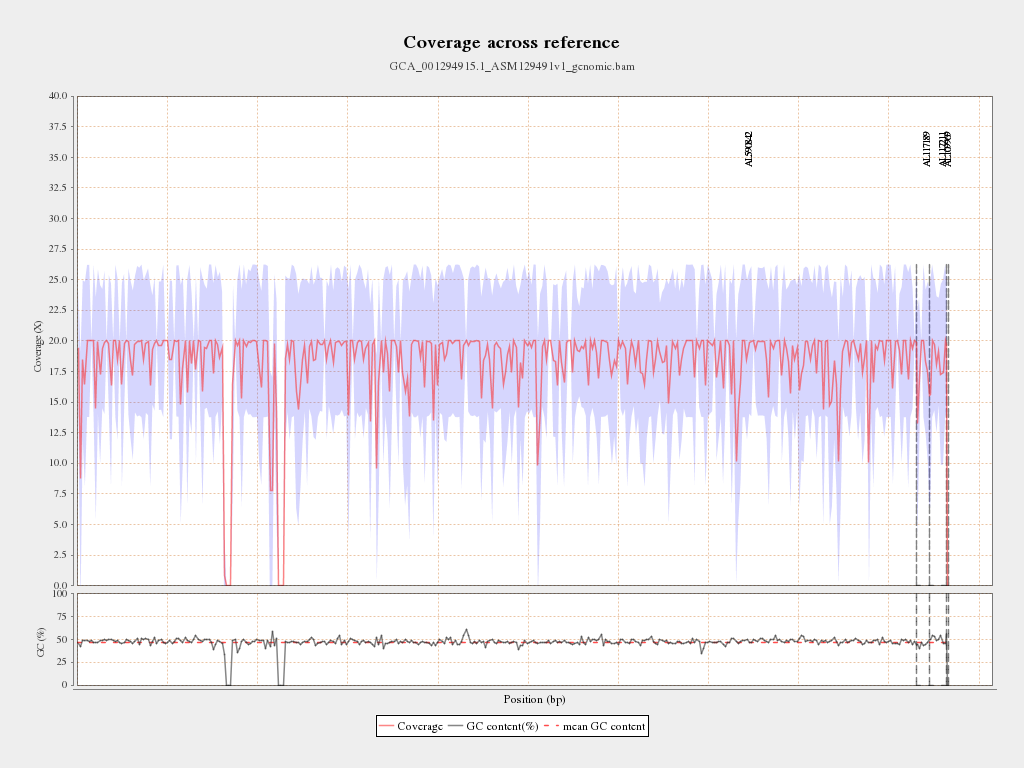 Coverage across reference
GCA_001294915.1_ASM129491v1_genomic.bam
40.0
37.5
35.0
32.5
30.0
27.5
25.0
22.5
20.0
17.5
15.0
12.5
10.0
7.5
5.0
2.5
0.0
Coverage (X)
AL590842
AL117189
AL117211
100
75
50
25
0
GC (%)
Position (bp)
Coverage GC content(%) mean GC content